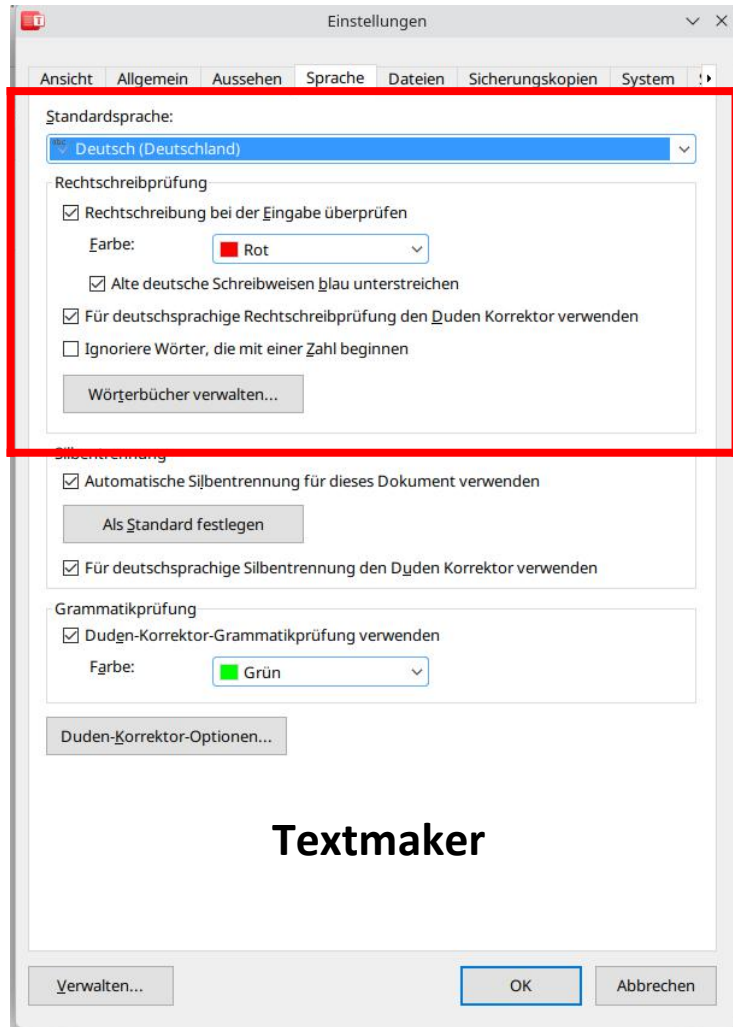 Einstellungen
Ansicht Allgemein Aussehen Sprache Dateien Sicherungskopien System
Standardsprache:
abc Deutsch (Deutschland)
Rechtschreibprüfung
Rechtschreibung bei der Eingabe überprüfen
Farbe: Rot
Alte deutsche Schreibweisen blau unterstreichen
Für deutschsprachige Rechtschreibprüfung den Duden Korrektor verwenden
Ignoriere Wörter, die mit einer Zahl beginnen
Wörterbücher verwalten...
Silbentrennung
Automatische Silbentrennung für dieses Dokument verwenden
Als Standard festlegen
Für deutschsprachige Silbentrennung den Duden Korrektor verwenden
Grammatikprüfung
Duden-Korrektor-Grammatikprüfung verwenden
Farbe: Grün
Duden-Korrektor-Optionen...
Textmaker
Verwalten... OK Abbrechen